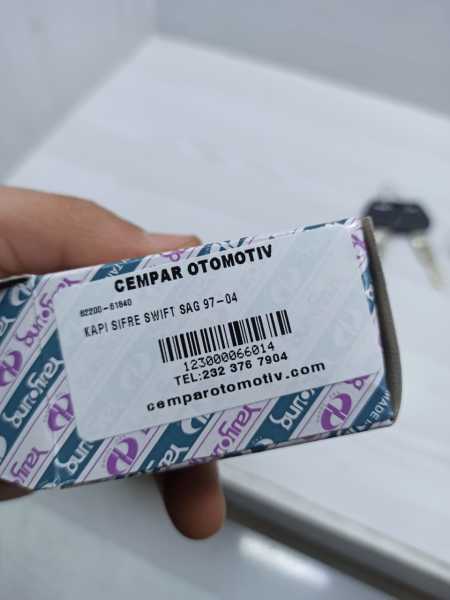 CEMPAR OTOMOTIV
82200-61840
KAPI SIFRE SWIFT SAG 97-04
123000066014
TEL:232 376 7904
cemparotomotiv.com